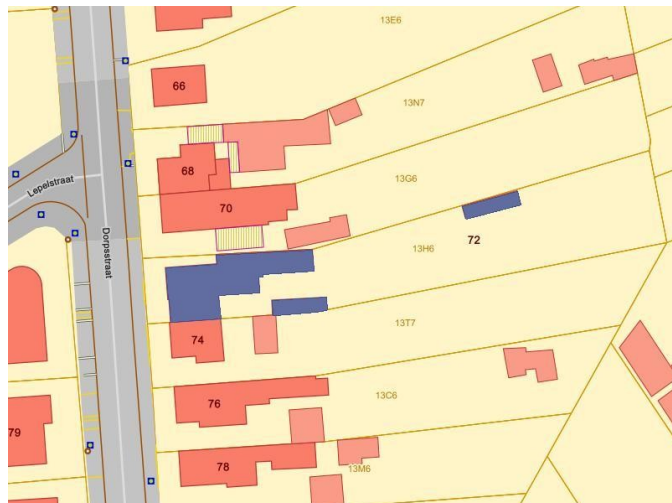 13E6
66
13N7
68
13G6
Lepelstraat
70
Dorpsstraat
72
13H6
74
13T7
76
13C6
79
78
13M6